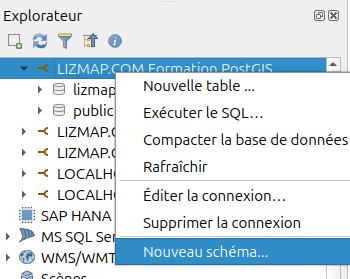 Explorateur
LIZMAP.COM Formation PostGIS
lizmap
public
LIZMAP.C
LIZMAP.C
LOCALHO
LOCALHO
SAP HANA
MS SQL Ser
WMS/WMT
Scènes
Nouvelle table ...
Exécuter le SQL…
Compacter la base de données
Rafraîchir
Éditer la connexion…
Supprimer la connexion
Nouveau schéma…